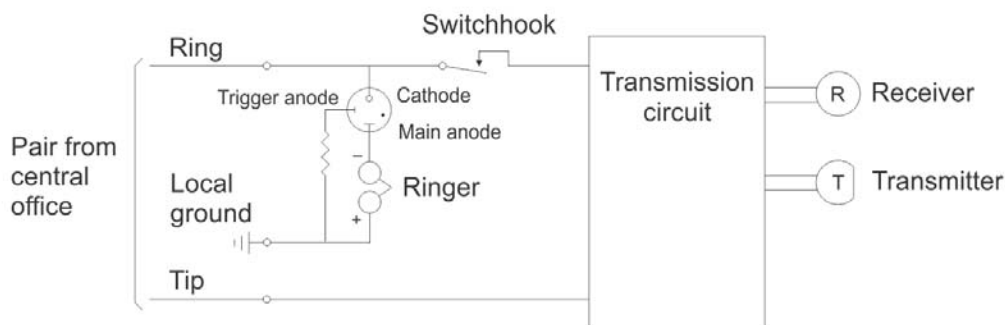 Switchhook
Ring
Trigger anode
Cathode
Main anode
−
Ringer
+
Pair from
central
office
Local
ground
Tip
Transmission
circuit
R
Receiver
T
Transmitter